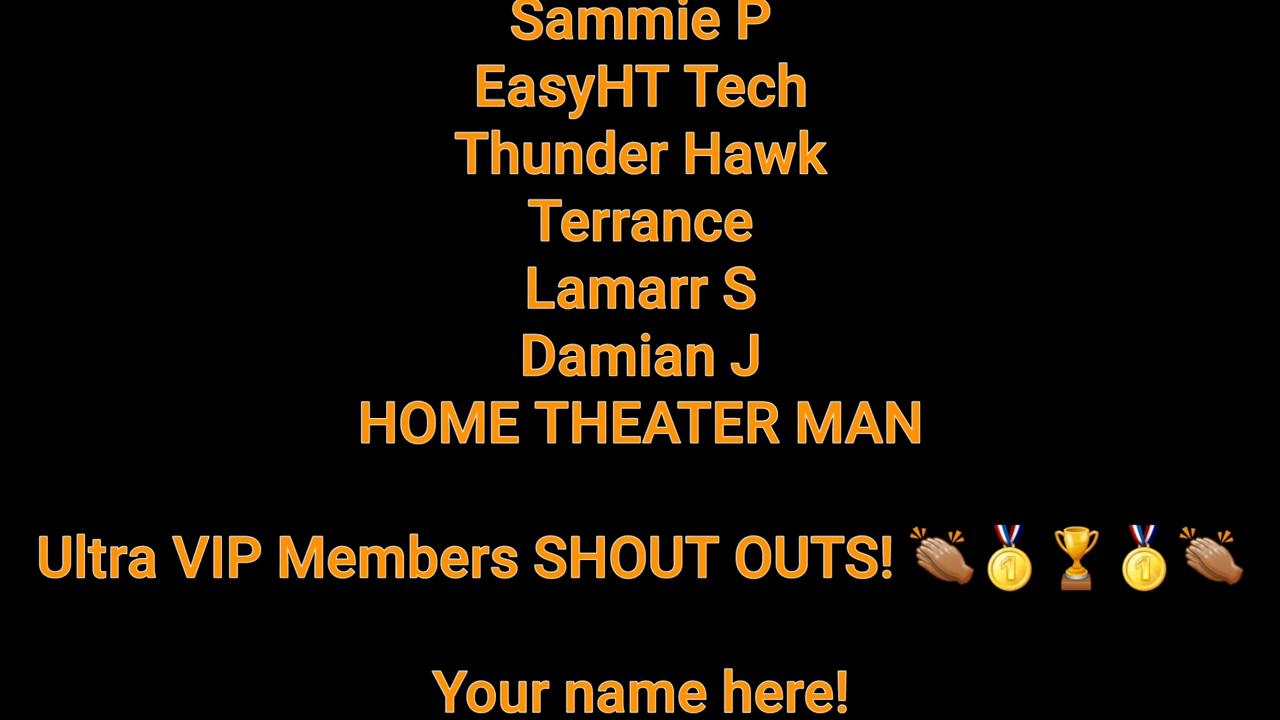 Sammie P
EasyHT Tech
Thunder Hawk
Terrance
Lamarr S
Damian J
HOME THEATER MAN
Ultra VIP Members SHOUT OUTS! 👏🏽🥇🏆🥇👏🏽
Your name here!